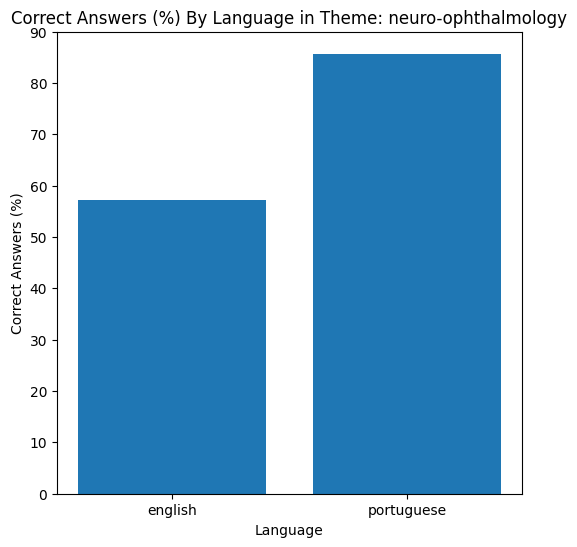 Correct Answers (%) By Language in Theme: neuro-ophthalmology
90
80
70
60
50
40
30
20
10
0
Correct Answers (%)
english
portuguese
Language